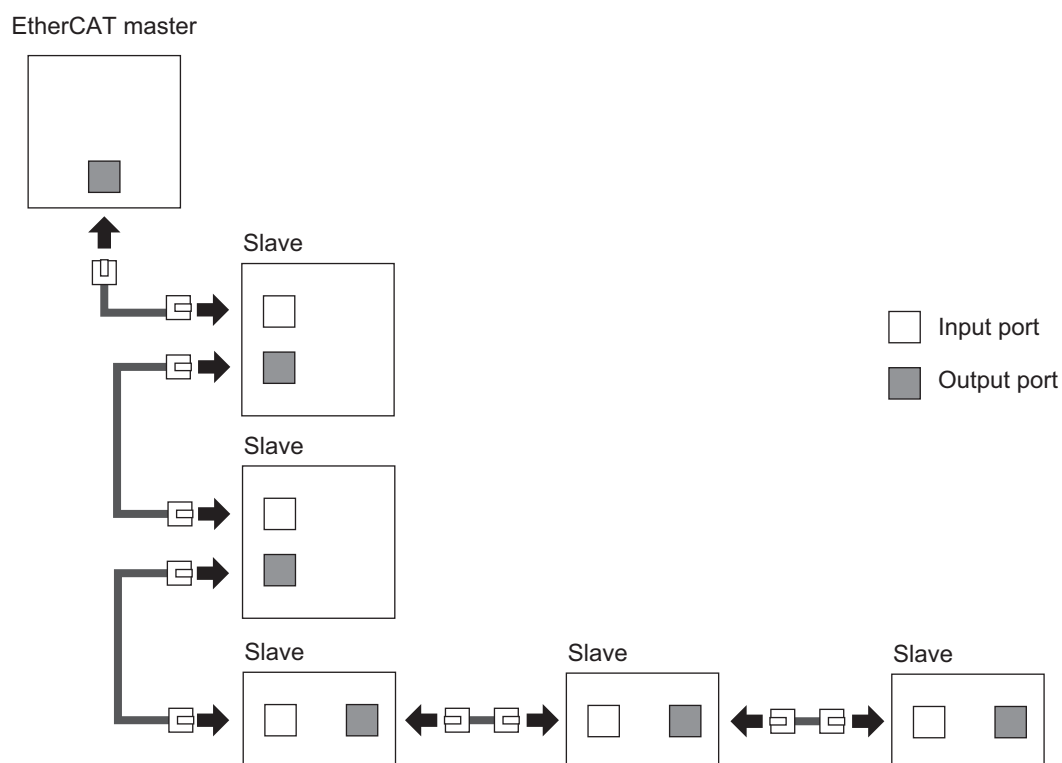 EtherCAT master
Slave
Input port
Output port
Slave
Slave
Slave
Slave